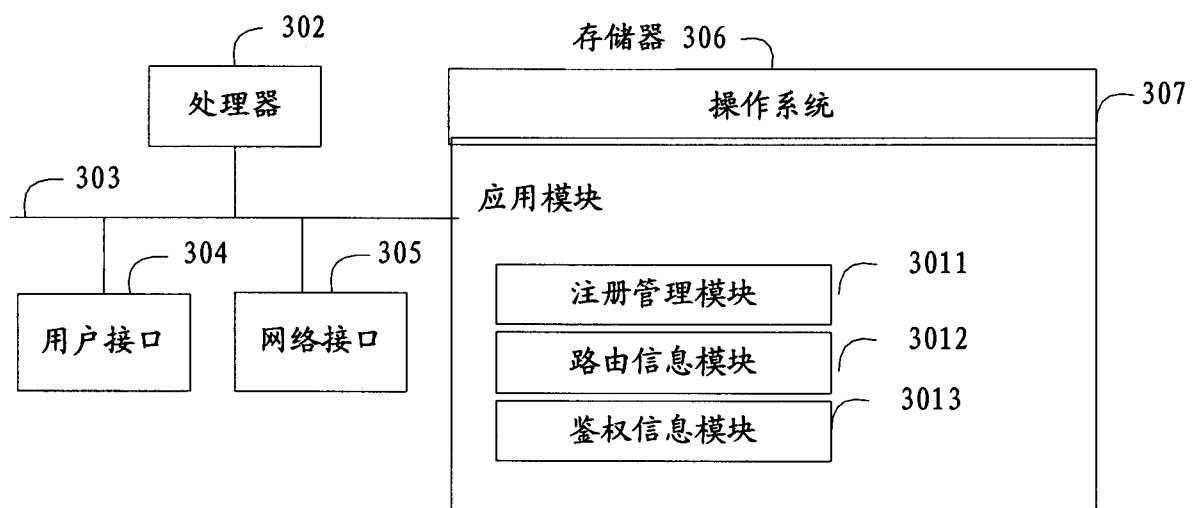 302
存储器 306
处理器
操作系统
307
303
应用模块
304
305
3011
注册管理模块
用户接口
网络接口
3012
路由信息模块
3013
鉴权信息模块